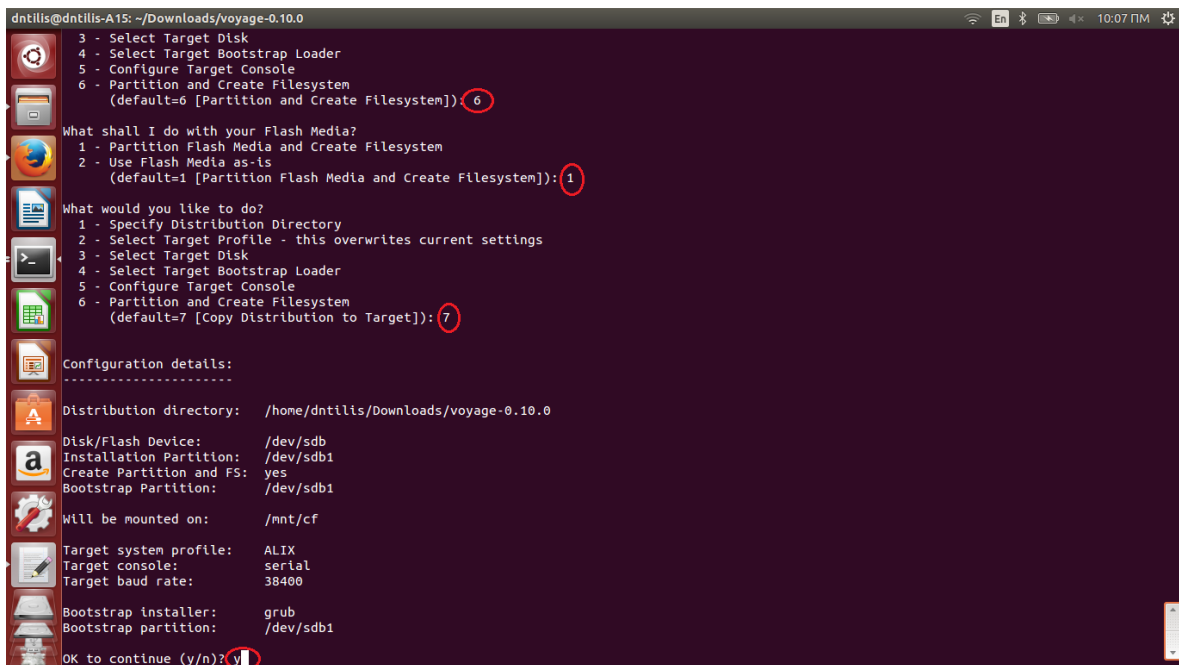 dntilis@dntilis-A15: ~/Downloads/voyage-0.10.0
En
10:07 ΠΜ
3 - Select Target Disk
4 - Select Target Bootstrap Loader
5 - Configure Target Console
6 - Partition and Create Filesystem
(default=6 [Partition and Create Filesystem]): 6
What shall I do with your Flash Media?
1 - Partition Flash Media and Create Filesystem
2 - Use Flash Media as-is
(default=1 [Partition Flash Media and Create Filesystem]): 1
What would you like to do?
1 - Specify Distribution Directory
2 - Select Target Profile - this overwrites current settings
3 - Select Target Disk
4 - Select Target Bootstrap Loader
5 - Configure Target Console
6 - Partition and Create Filesystem
(default=7 [Copy Distribution to Target]): 7
Configuration details:
----------------------
Distribution directory: /home/dntilis/Downloads/voyage-0.10.0
Disk/Flash Device: /dev/sdb
Installation Partition: /dev/sdb1
Create Partition and FS: yes
Bootstrap Partition: /dev/sdb1
Will be mounted on: /mnt/cf
Target system profile: ALIX
Target console: serial
Target baud rate: 38400
Bootstrap installer: grub
Bootstrap partition: /dev/sdb1
OK to continue (y/n)? y